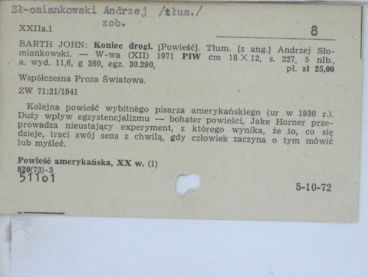 Sł-omiankowski Andrzej /tłum./
zob.
XXIIa.1
8
BARTH JOHN: Koniec drogi. [Powieść]. Tłum. [z ang.] Andrzej Sło-
miankowski. — W-wa (XII) 1971 PIW cm 18 × 12, s. 227, 5 nlb.,
a. wyd. 11,6, g 260, egz. 30.290, pł. zł 25,00
Współczesna Proza Świata.
ZW 71:21/1941
Kolejna powieść wybitnego pisarza amerykańskiego (ur w 1930 r.).
Duży wpływ egzystencjalizmu — bohater powieści, Jake Horner prze-
prowadza nieustający experyment, z którego wynika, że to, co się
dzieje, traci swój sens z chwilą, gdy człowiek zaczyna o tym mówić
lub myśleć.
Powieść amerykańska, XX w. (1)
820(73)-3
51101
5-10-72